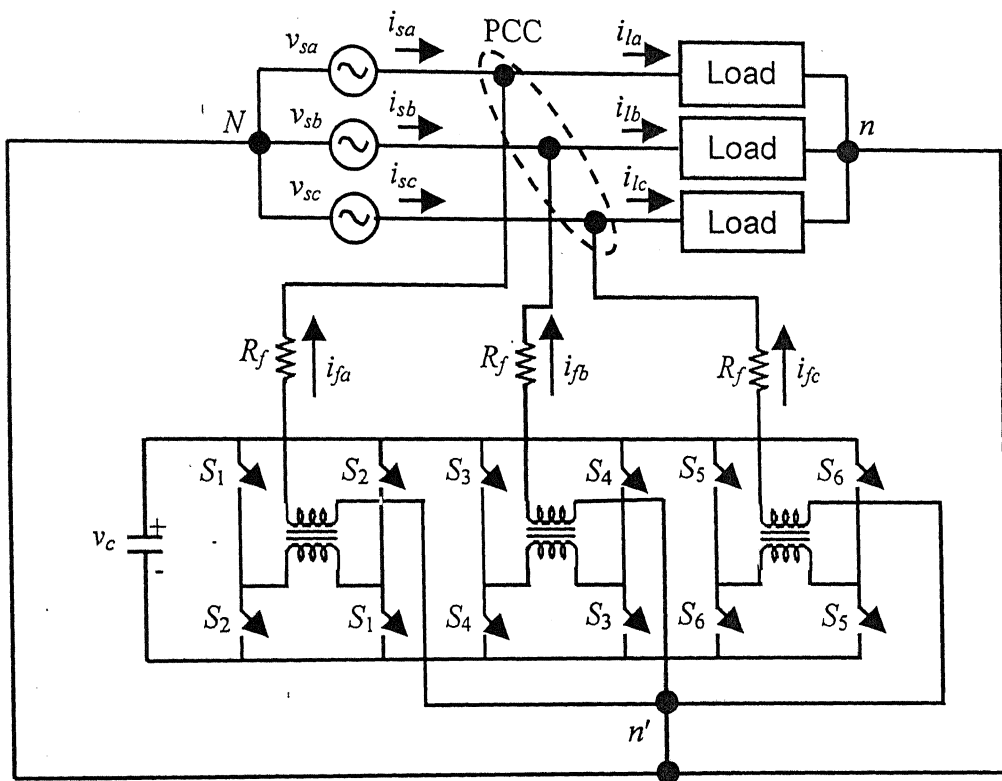 i_sa PCC i_la
v_sa Load
N v_sb i_sb i_lb Load n
v_sc i_sc i_lc Load
R_f i_fa R_f i_fb R_f i_fc
S_1 S_2 S_3 S_4 S_5 S_6
v_c + -
S_2 S_1 S_4 S_3 S_6 S_5
n'